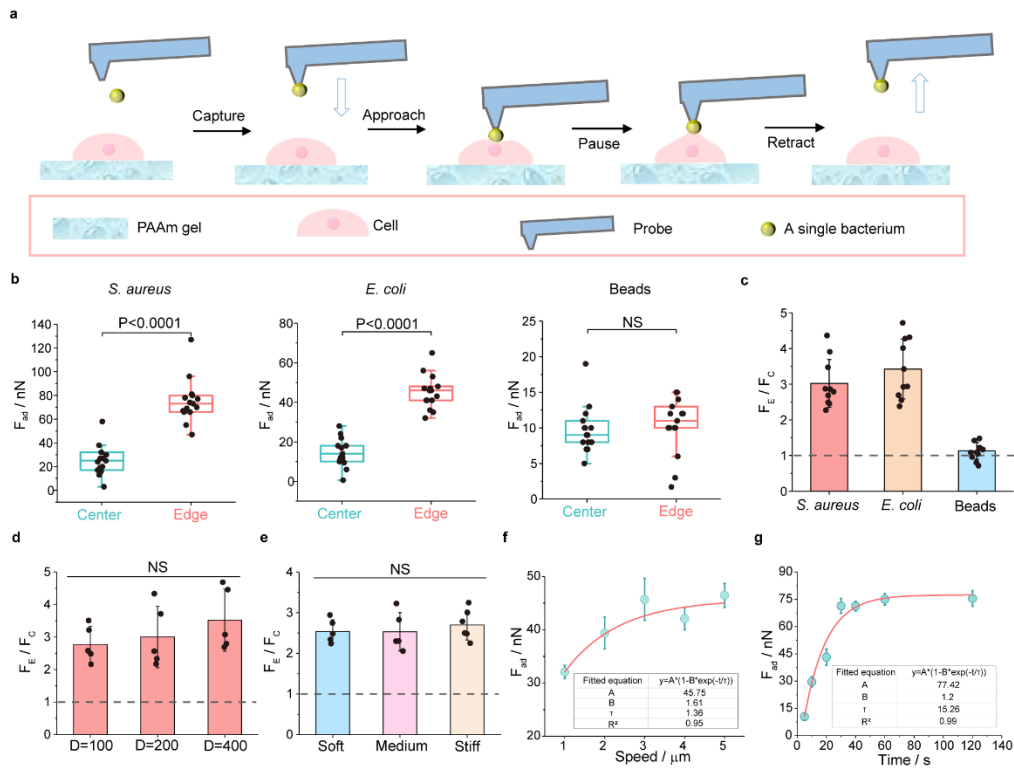 a
Capture
Approach
Pause
Retract
PAAm gel
Cell
Probe
A single bacterium
b
S. aureus
P<0.0001
F_ad / nN
140
120
100
80
60
40
20
0
Center
Edge
E. coli
P<0.0001
F_ad / nN
80
60
40
20
0
Center
Edge
Beads
NS
F_ad / nN
25
20
15
10
5
0
Center
Edge
c
F_E / F_C
5
4
3
2
1
0
S. aureus
E. coli
Beads
d
NS
F_E / F_C
5
4
3
2
1
0
D=100
D=200
D=400
e
NS
F_E / F_C
4
3
2
1
0
Soft
Medium
Stiff
f
F_ad / nN
50
40
30
20
Fitted equation y=A*(1-B*exp(-t/τ))
A 45.75
B 1.61
τ 1.36
R² 0.95
1 2 3 4 5
Speed / μm
g
F_ad / nN
90
75
60
45
30
15
0
Fitted equation y=A*(1-B*exp(-t/τ))
A 77.42
B 1.2
τ 15.26
R² 0.99
0 20 40 60 80 100 120 140
Time / s